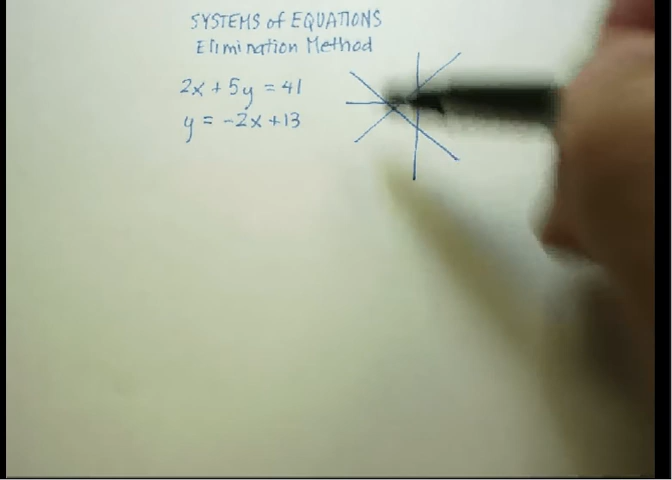 SYSTEMS of EQUATIONS
Elimination Method
2x + 5y = 41
y = -2x + 13